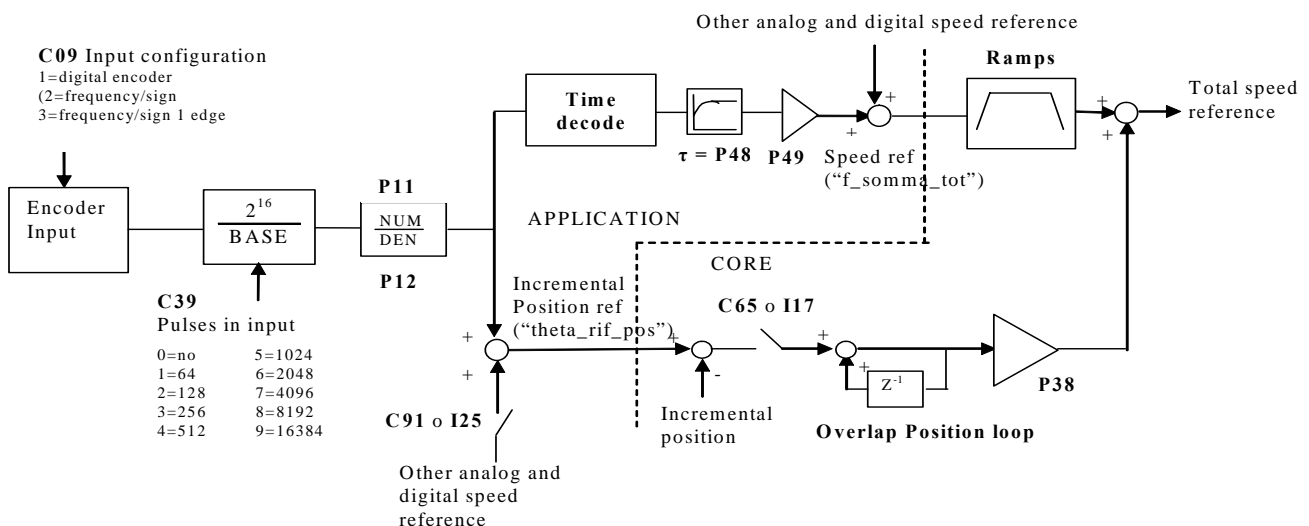 Other analog and digital speed reference
C09 Input configuration
1=digital encoder
(2=frequency/sign
3=frequency/sign 1 edge
Ramps
Total speed
reference
Time
decode
+
+
+
+
τ = P48
P49
Speed ref
("f_somma_tot")
Encoder
Input
2^16
BASE
P11
NUM
DEN
P12
APPLICATION
CORE
C39
Pulses in input
0=no
1=64
2=128
3=256
4=512
5=1024
6=2048
7=4096
8=8192
9=16384
Incremental
Position ref
("theta_rif_pos")
+
+
+
-
C65 o I17
+
+
Z^-1
P38
C91 o I25
Incremental
position
Overlap Position loop
Other analog and
digital speed
reference